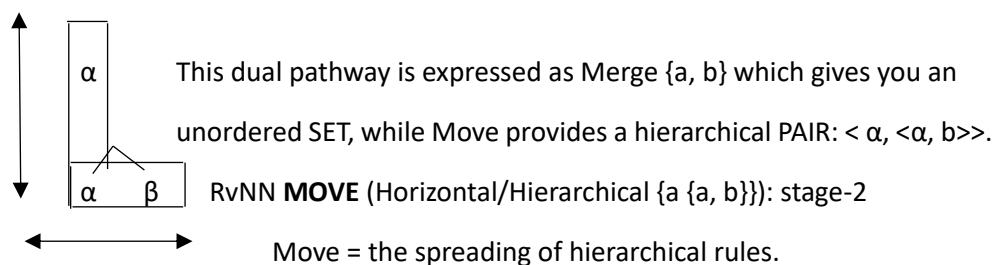 α
This dual pathway is expressed as Merge {a, b} which gives you an
unordered SET, while Move provides a hierarchical PAIR: < α, <α, b>>.
α β
RvNN MOVE (Horizontal/Hierarchical {a {a, b}}): stage-2
Move = the spreading of hierarchical rules.